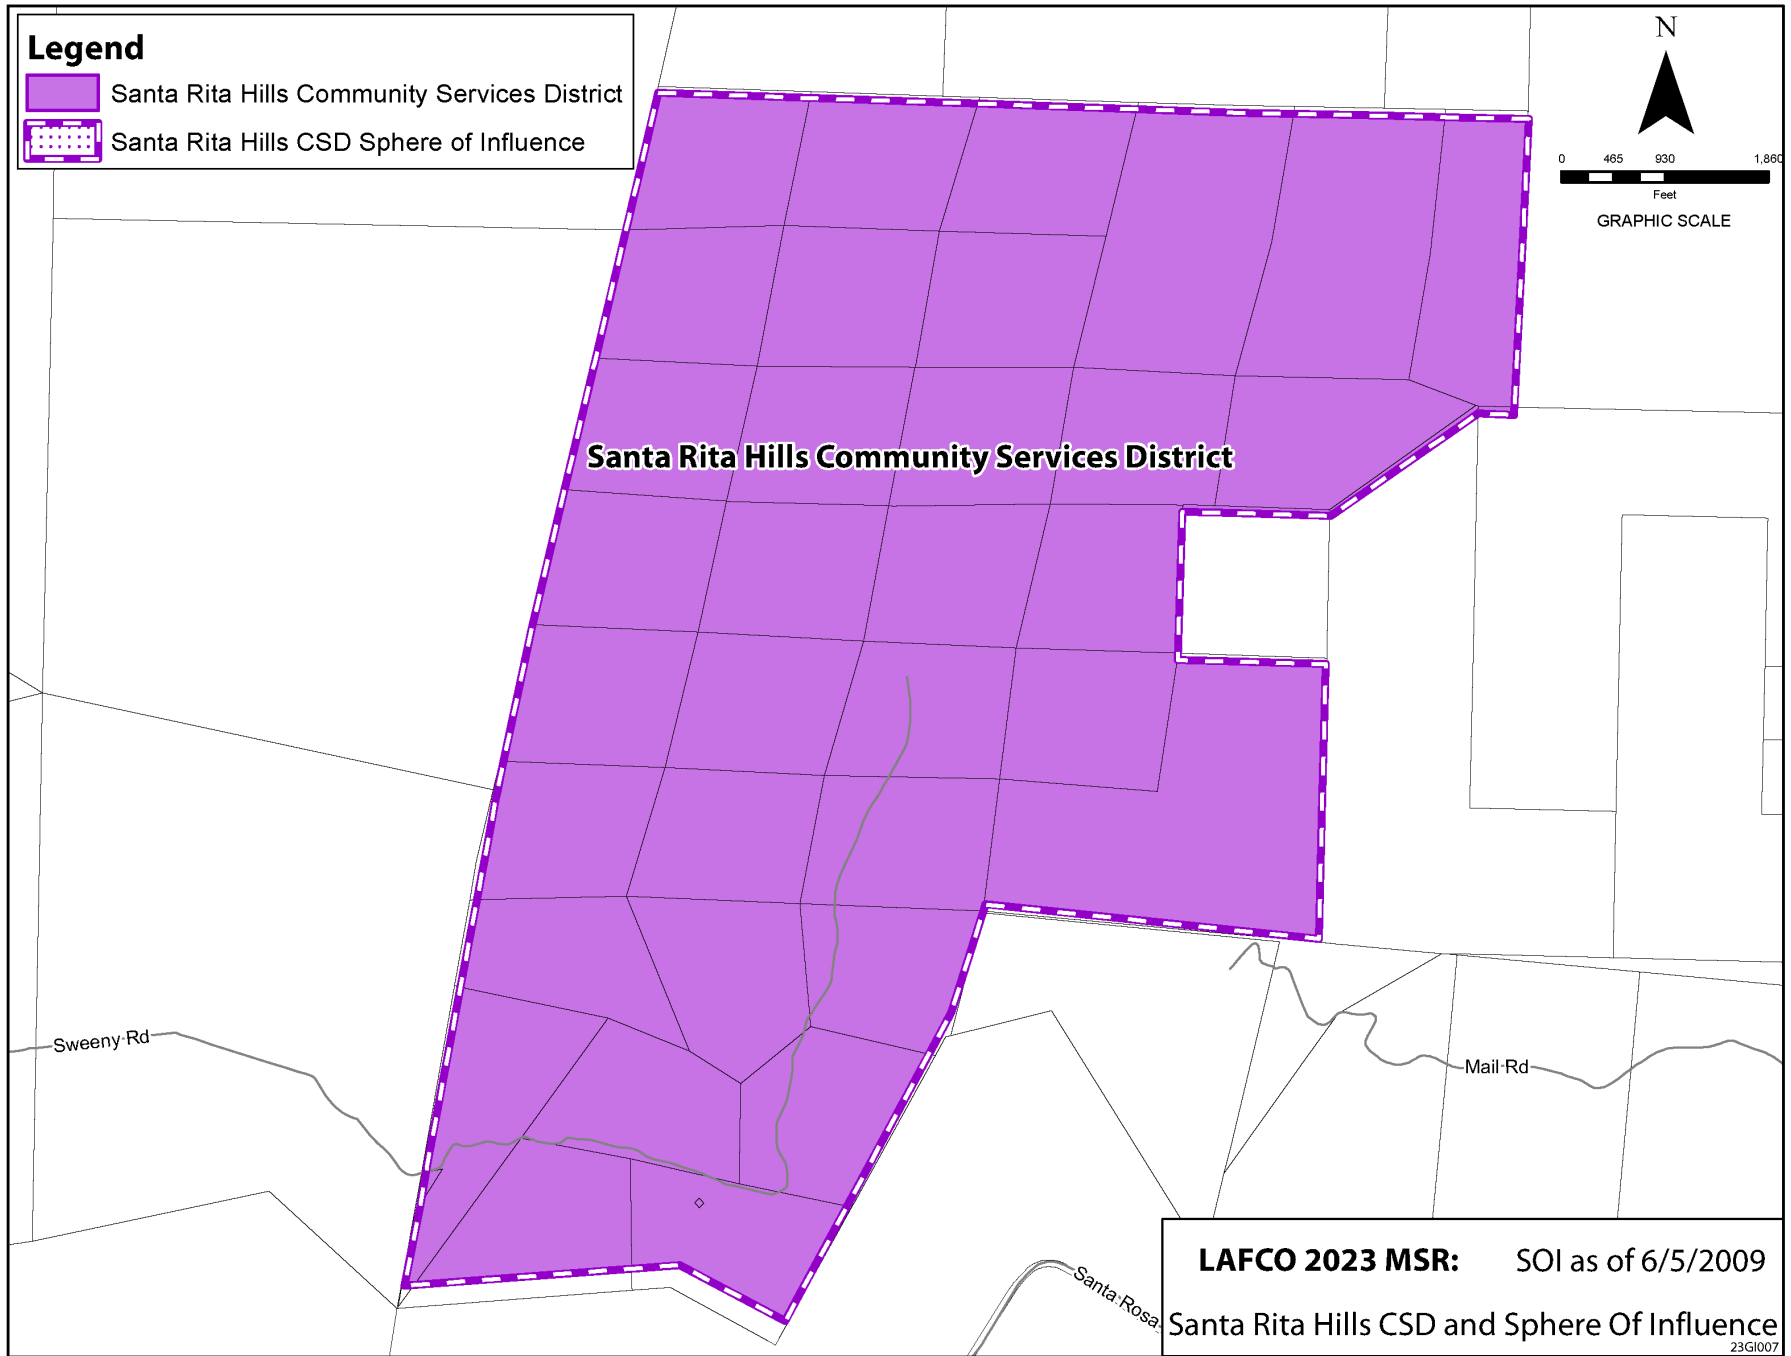 Legend
Santa Rita Hills Community Services District
Santa Rita Hills CSD Sphere of Influence
N
0 465 930 1,860
Feet
GRAPHIC SCALE
Santa Rita Hills Community Services District
Sweeny Rd
Mail Rd
Santa Rosa
LAFCO 2023 MSR: SOI as of 6/5/2009
Santa Rita Hills CSD and Sphere Of Influence
23GI007